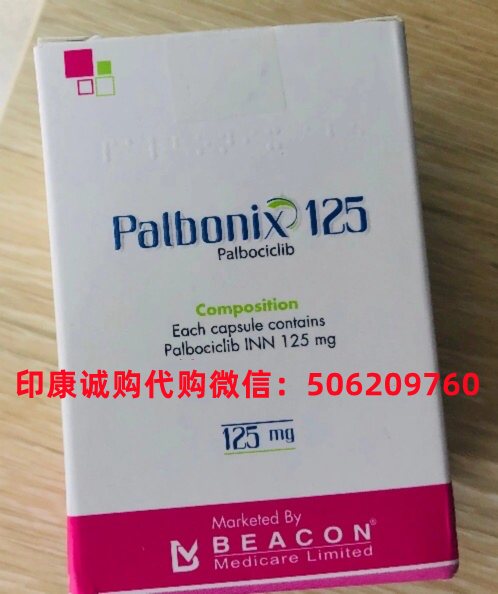 Palbonix 125
Palbociclib
Composition
Each capsule contains
Palbociclib INN 125 mg
印康诚购代购微信：506209760
125 mg
Marketed By
BEACON®
Medicare Limited